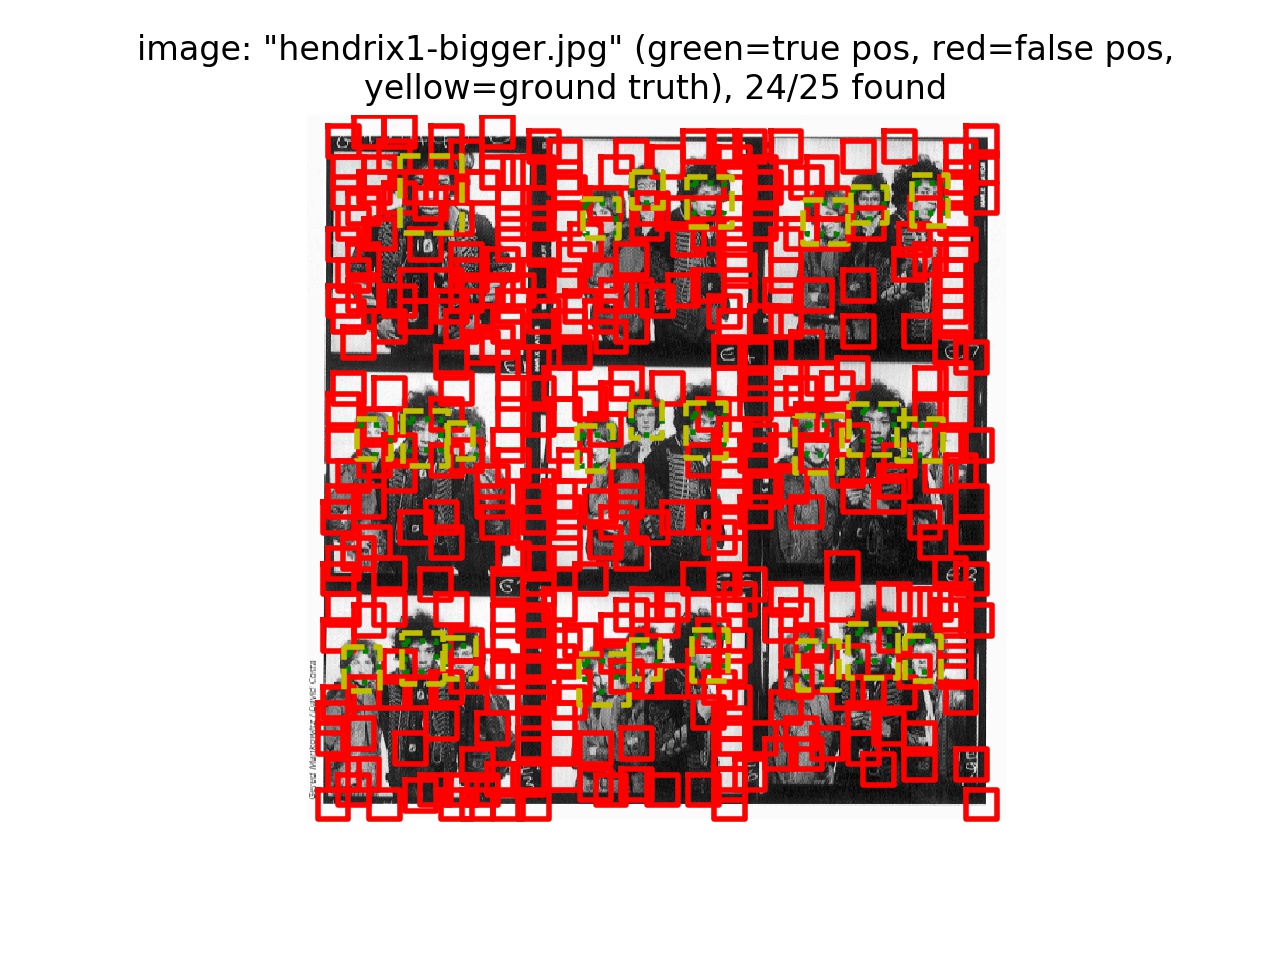 image: "hendrix1-bigger.jpg" (green=true pos, red=false pos,
yellow=ground truth), 24/25 found